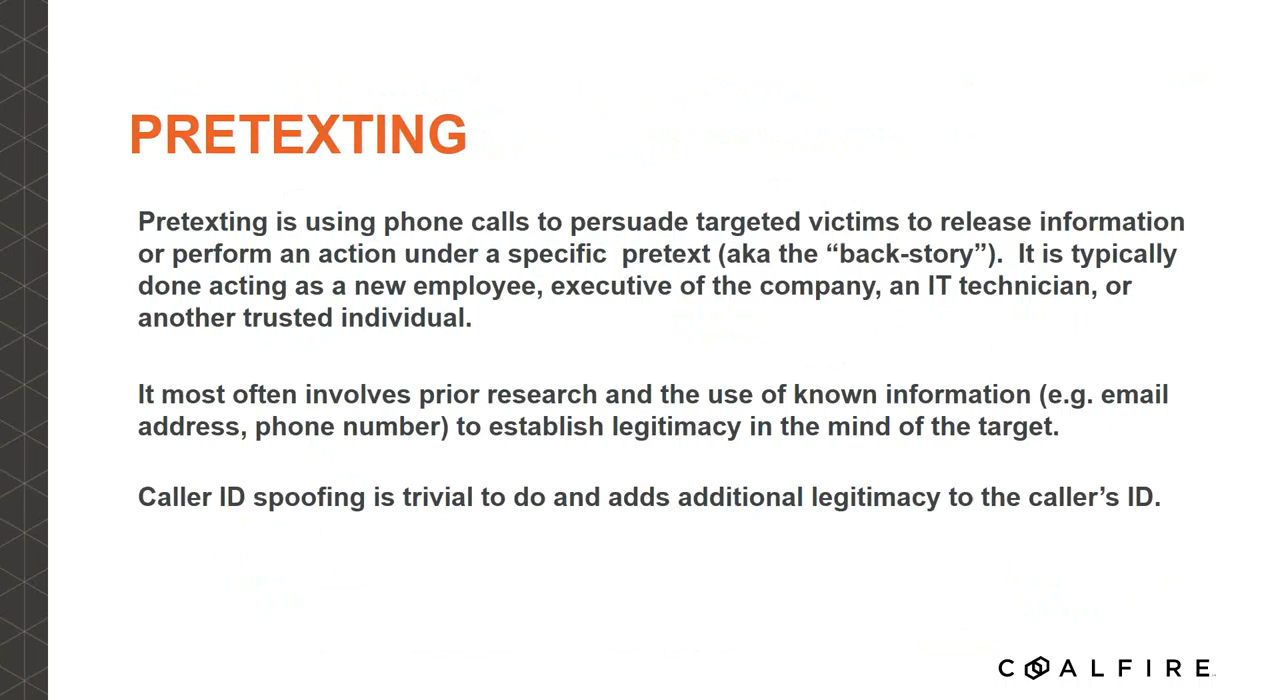 PRETEXTING
Pretexting is using phone calls to persuade targeted victims to release information
or perform an action under a specific  pretext (aka the “back-story”).  It is typically
done acting as a new employee, executive of the company, an IT technician, or
another trusted individual.
It most often involves prior research and the use of known information (e.g. email
address, phone number) to establish legitimacy in the mind of the target.
Caller ID spoofing is trivial to do and adds additional legitimacy to the caller’s ID.
COALFIRE